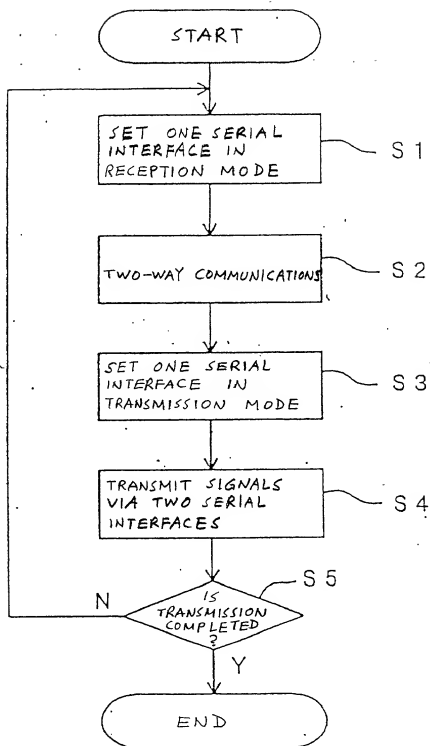 START
SET ONE SERIAL
INTERFACE IN
RECEPTION MODE
S1
TWO-WAY COMMUNICATIONS
S2
SET ONE SERIAL
INTERFACE IN
TRANSMISSION MODE
S3
TRANSMIT SIGNALS
VIA TWO SERIAL
INTERFACES
S4
S5
IS
TRANSMISSION
COMPLETED
?
N
Y
END